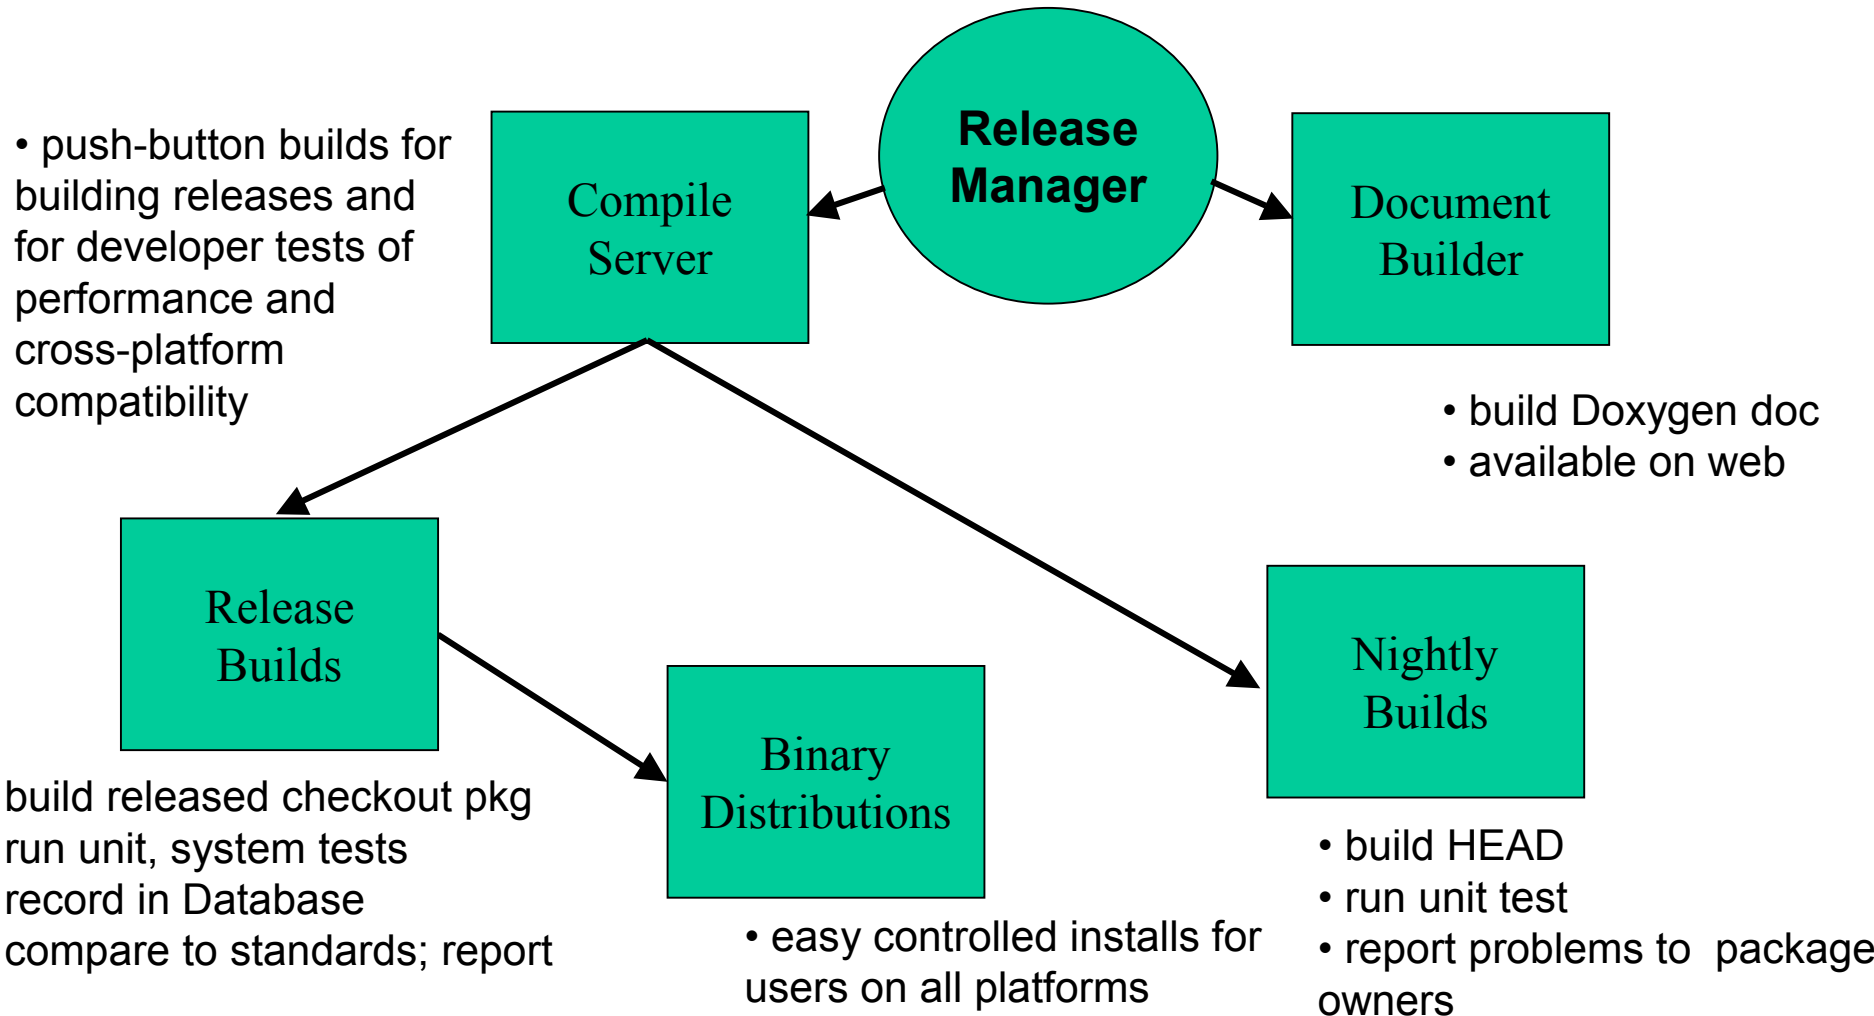 Release
Manager
• push-button builds for
building releases and
for developer tests of
performance and
cross-platform
compatibility
Compile
Server
Document
Builder
• build Doxygen doc
• available on web
Release
Builds
build released checkout pkg
run unit, system tests
record in Database
compare to standards; report
Binary
Distributions
• easy controlled installs for
users on all platforms
Nightly
Builds
• build HEAD
• run unit test
• report problems to  package
owners